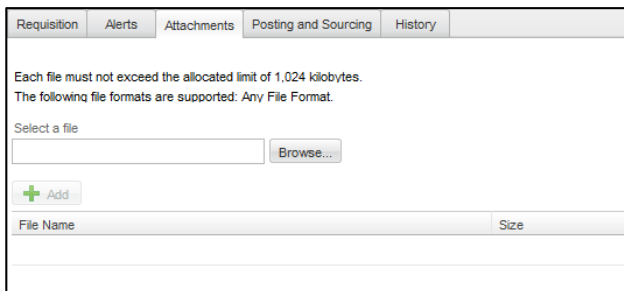 Requisition Alerts Attachments Posting and Sourcing History
Each file must not exceed the allocated limit of 1,024 kilobytes.
The following file formats are supported: Any File Format.
Select a file
Browse...
Add
File Name Size